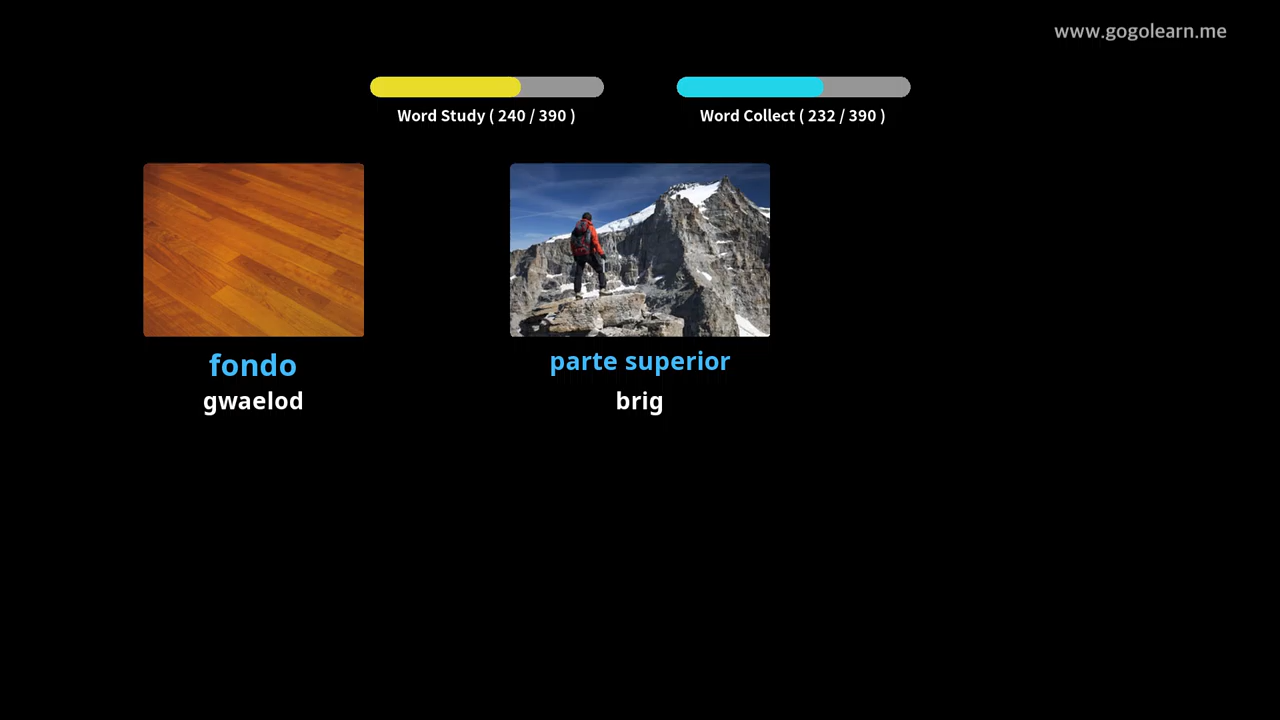 www.gogolearn.me
Word Study ( 240 / 390 )
Word Collect ( 232 / 390 )
fondo
gwaelod
parte superior
brig